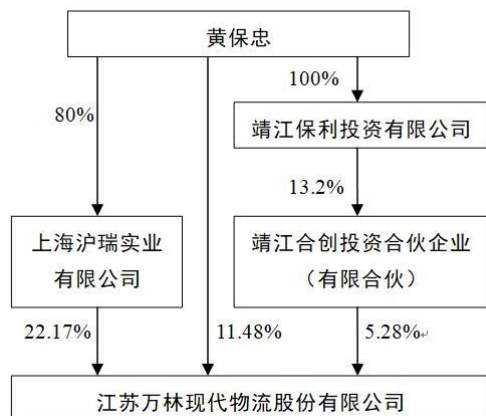 黄保忠
100%
80%
靖江保利投资有限公司
13.2%
上海沪瑞实业
有限公司
靖江合创投资合伙企业
（有限合伙）
22.17%
11.48%
5.28%
江苏万林现代物流股份有限公司